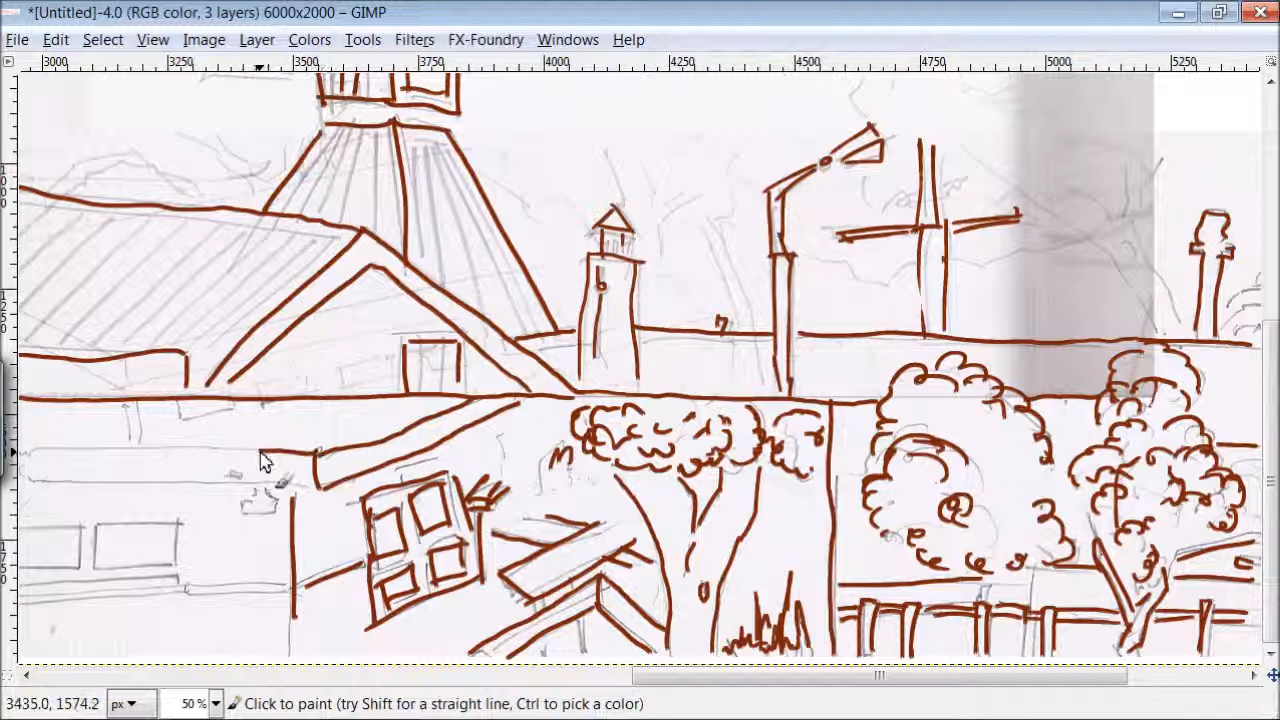 *[Untitled]-4.0 (RGB color, 3 layers) 6000x2000 – GIMP
File Edit Select View Image Layer Colors Tools Filters FX-Foundry Windows Help
3000 3250 3500 3750 4000 4250 4500 4750 5000 5250
3435.0, 1574.2 px 50 % Click to paint (try Shift for a straight line, Ctrl to pick a color)